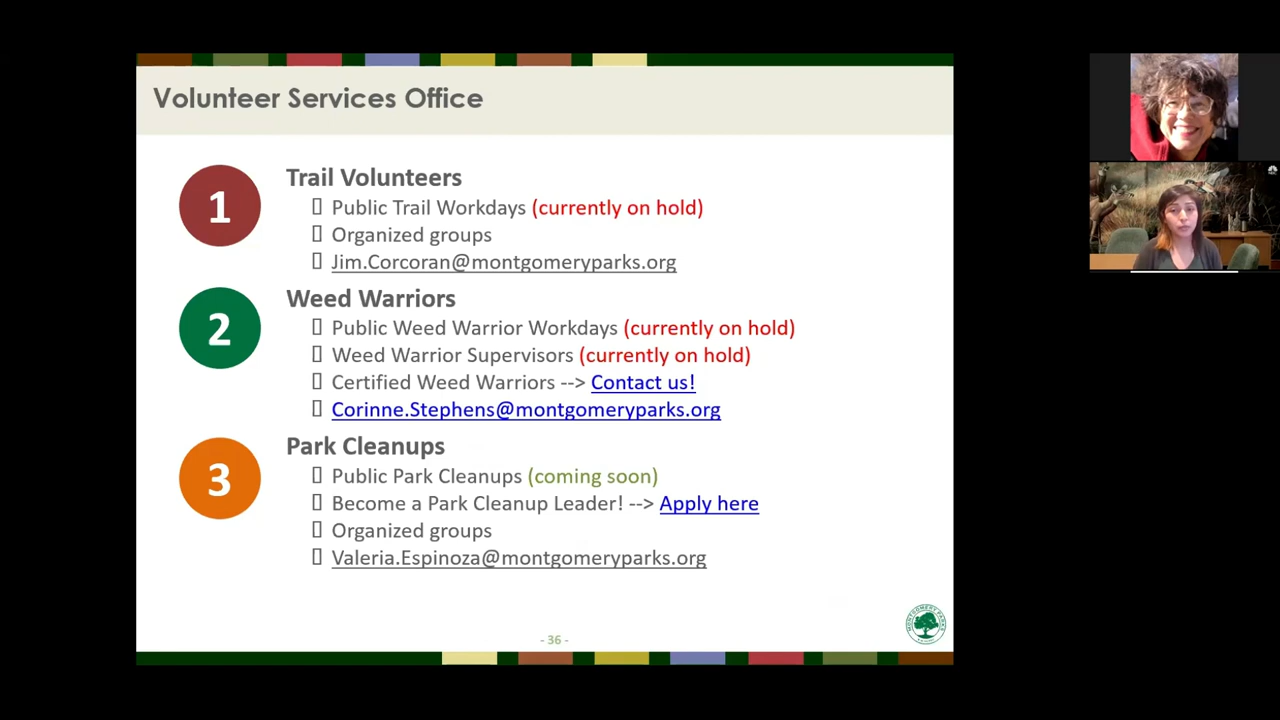 Volunteer Services Office
1
Trail Volunteers
Public Trail Workdays (currently on hold)
Organized groups
Jim.Corcoran@montgomeryparks.org
2
Weed Warriors
Public Weed Warrior Workdays (currently on hold)
Weed Warrior Supervisors (currently on hold)
Certified Weed Warriors --> Contact us!
Corinne.Stephens@montgomeryparks.org
3
Park Cleanups
Public Park Cleanups (coming soon)
Become a Park Cleanup Leader! --> Apply here
Organized groups
Valeria.Espinoza@montgomeryparks.org
- 36 -
MONTGOMERY PARKS